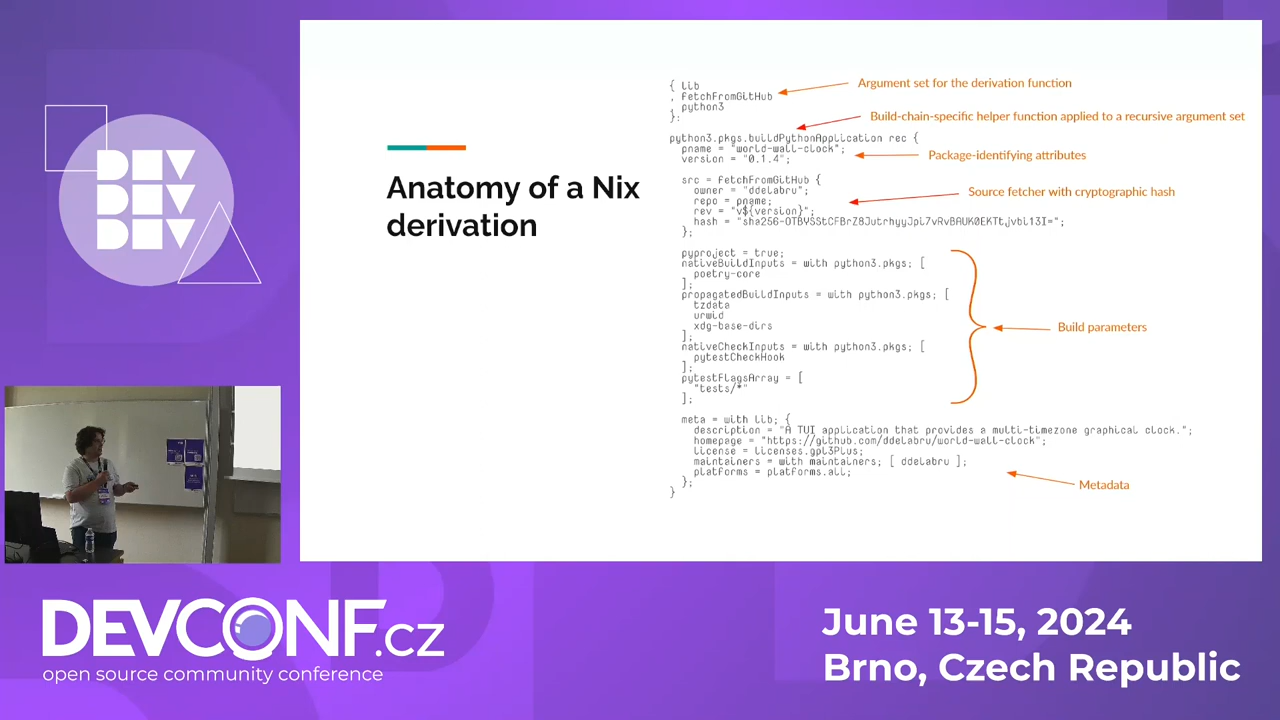 DEV
DEV
DEV
Anatomy of a Nix
derivation
{ lib
, fetchFromGitHub
, python3
}:
Argument set for the derivation function
Build-chain-specific helper function applied to a recursive argument set
python3.pkgs.buildPythonApplication rec {
pname = "world-wall-clock";
version = "0.1.4";
Package-identifying attributes
src = fetchFromGitHub {
owner = "ddelabru";
repo = pname;
rev = "v${version}";
Source fetcher with cryptographic hash
};
pyproject = true;
nativeBuildInputs = with python3.pkgs; [
poetry-core
];
propagatedBuildInputs = with python3.pkgs; [
tzdata
urwid
xdg-base-dirs
];
nativeCheckInputs = with python3.pkgs; [
pytestCheckHook
];
pytestFlagsArray = [
"tests/*"
];
Build parameters
meta = with lib; {
description = "A TUI application that provides a multi-timezone graphical clock.";
homepage = "https://github.com/ddelabru/world-wall-clock";
license = licenses.gpl3Plus;
maintainers = with maintainers; [ ddelabru ];
platforms = platforms.all;
};
}
Metadata
DEVCONF.cz
open source community conference
June 13-15, 2024
Brno, Czech Republic